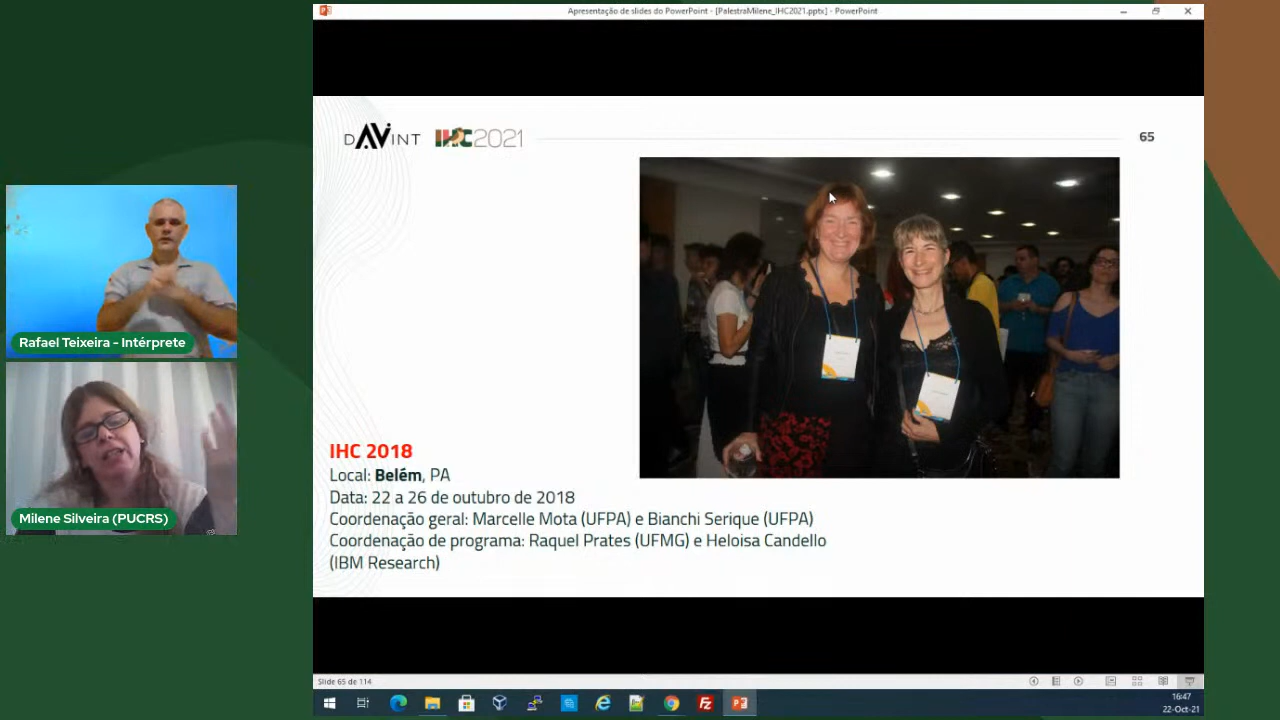 Apresentação de slides do PowerPoint - [PalestraMilene_IHC2021.pptx] - PowerPoint
DAVINT
IHC2021
65
Rafael Teixeira - Intérprete
Milene Silveira (PUCRS)
IHC 2018
Local: Belém, PA
Data: 22 a 26 de outubro de 2018
Coordenação geral: Marcelle Mota (UFPA) e Bianchi Serique (UFPA)
Coordenação de programa: Raquel Prates (UFMG) e Heloisa Candello
(IBM Research)
Slide 65 de 114
16:47
22-Oct-21